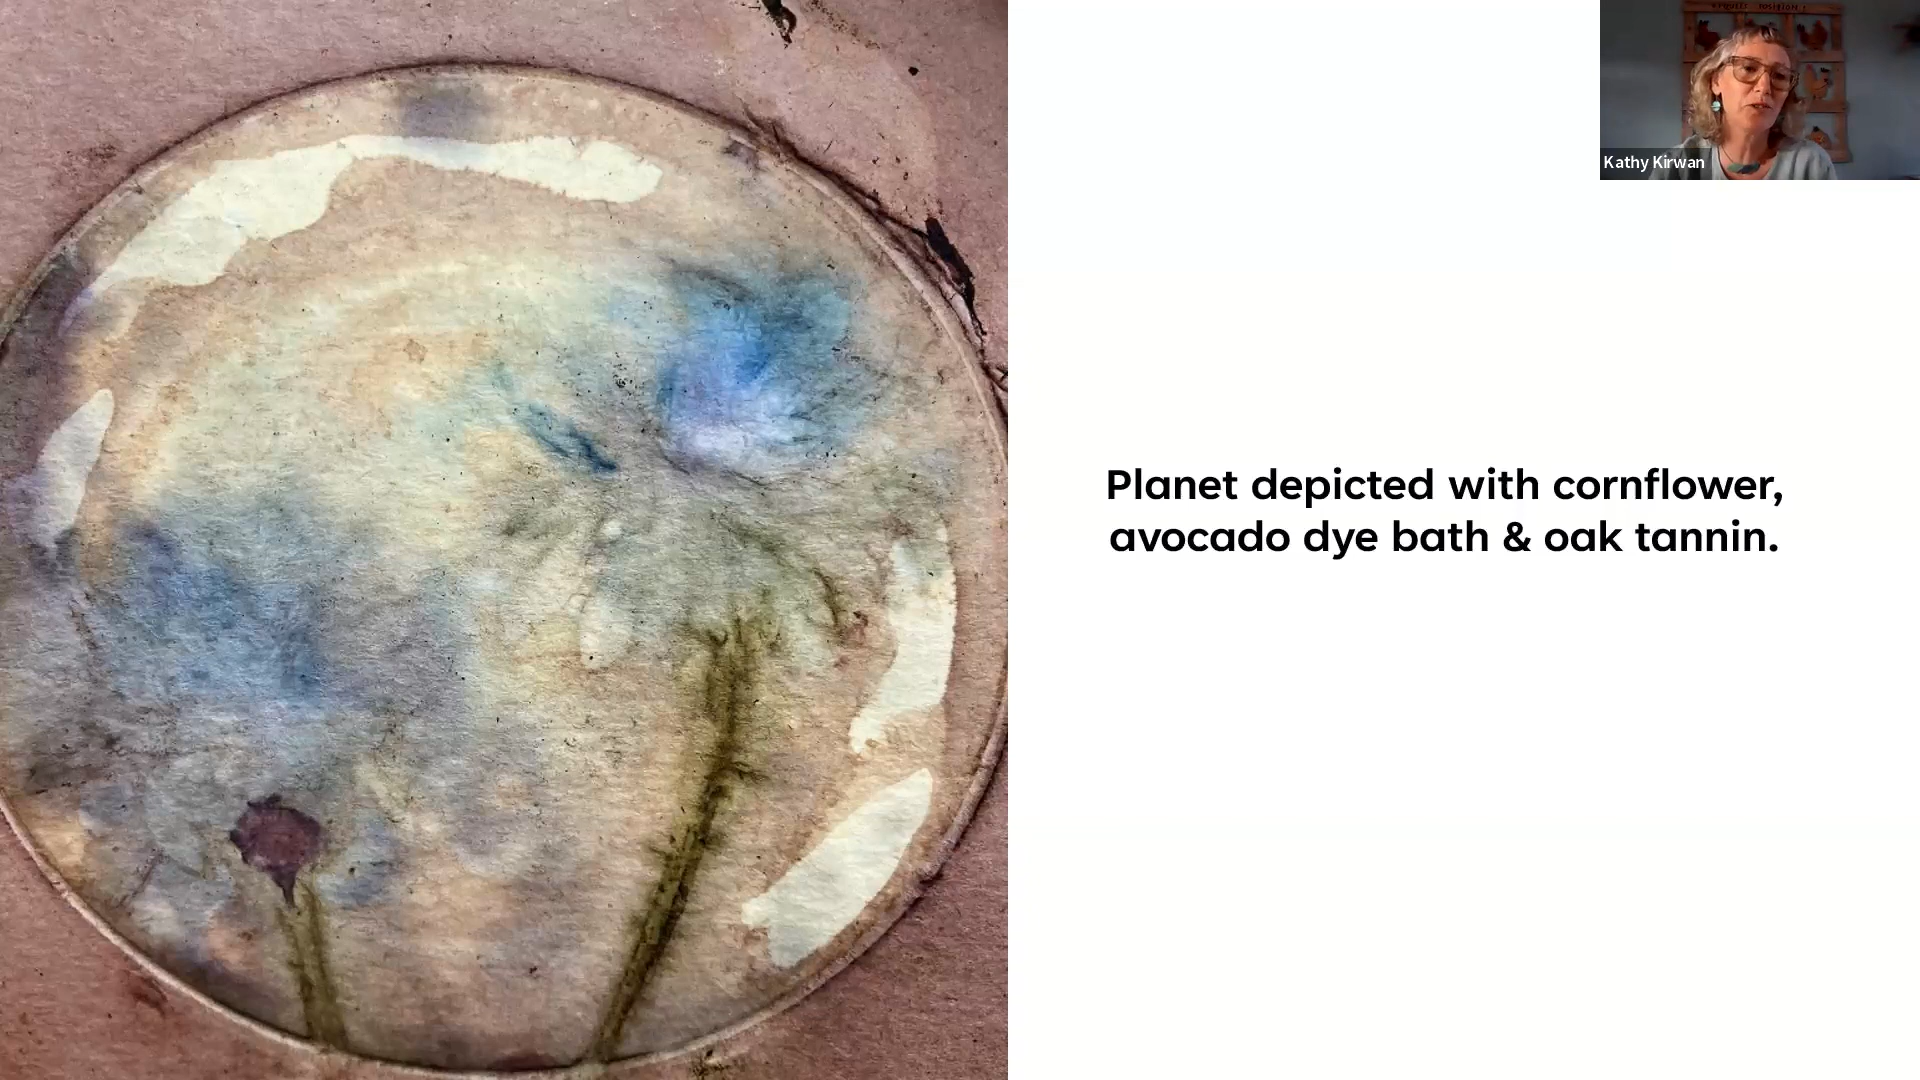 Kathy Kirwan
Planet depicted with cornflower,
avocado dye bath & oak tannin.